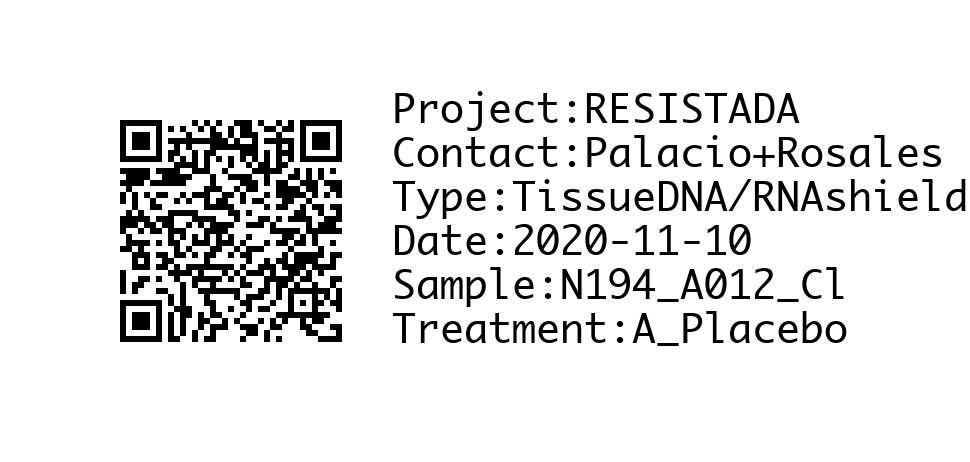 Project:RESISTADA
Contact:Palacio+Rosales
Type:TissueDNA/RNAshield
Date:2020-11-10
Sample:N194_A012_Cl
Treatment:A_Placebo